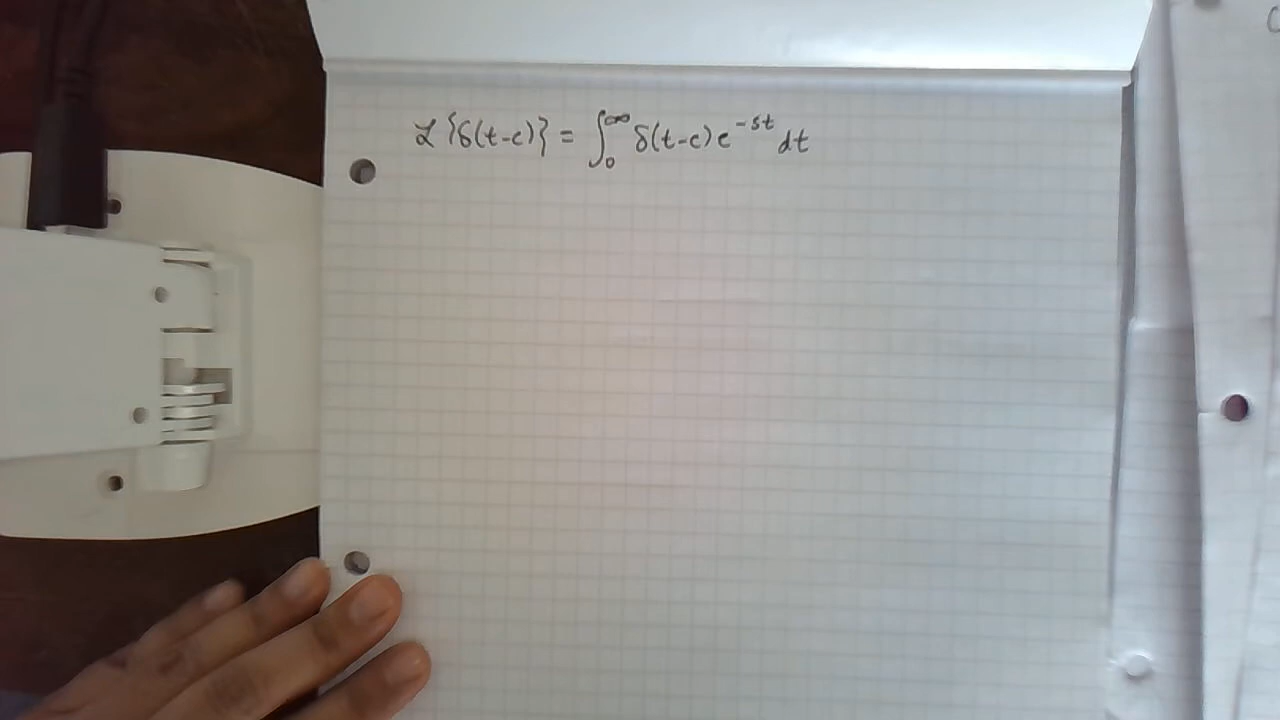 ℒ{δ(t-c)} = ∫₀^∞ δ(t-c) e^{-st} dt